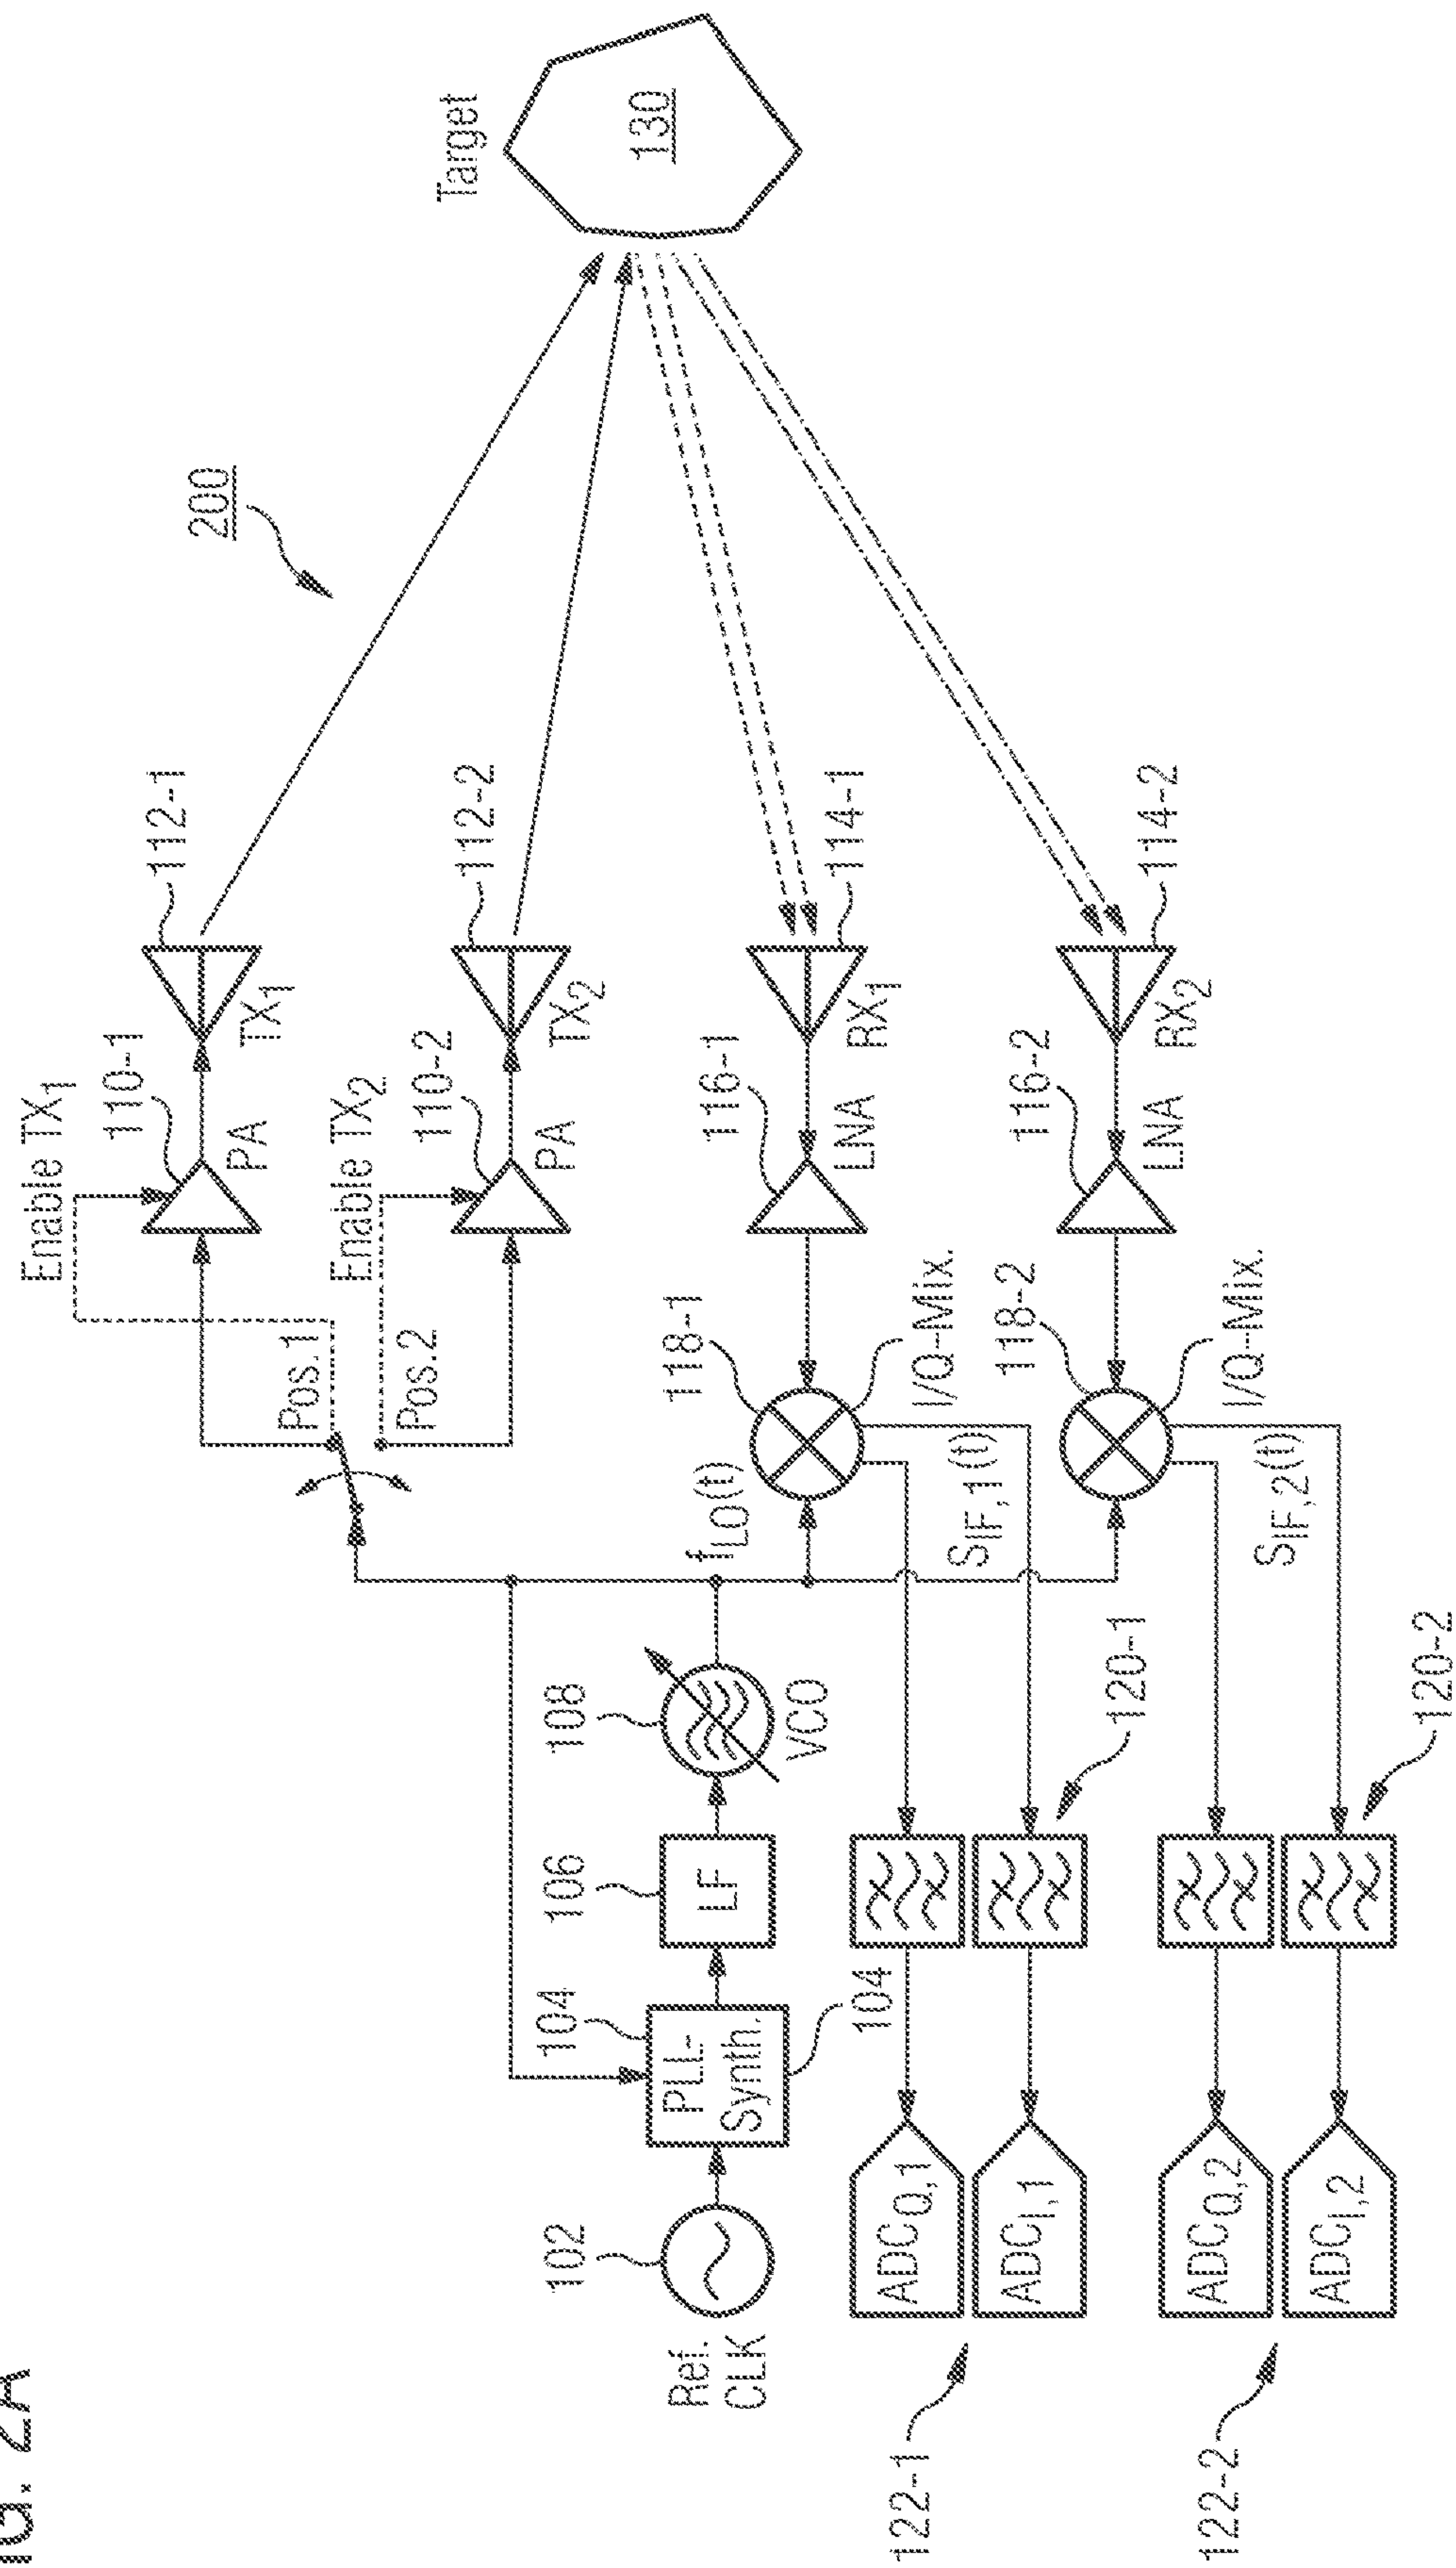 FIG. 2A
200
Target
130
Enable TX1
110-1
112-1
PA
TX1
Pos.1
Enable TX2
110-2
112-2
PA
TX2
Pos.2
102
104
106
108
Ref.
CLK
PLL-
Synth.
LF
VCO
104
fLO(t)
118-1
116-1
114-1
LNA
RX1
I/Q-Mix.
SIF,1(t)
118-2
116-2
114-2
LNA
RX2
I/Q-Mix.
SIF,2(t)
ADCQ,1
ADCI,1
120-1
122-1
ADCQ,2
ADCI,2
120-2
122-2